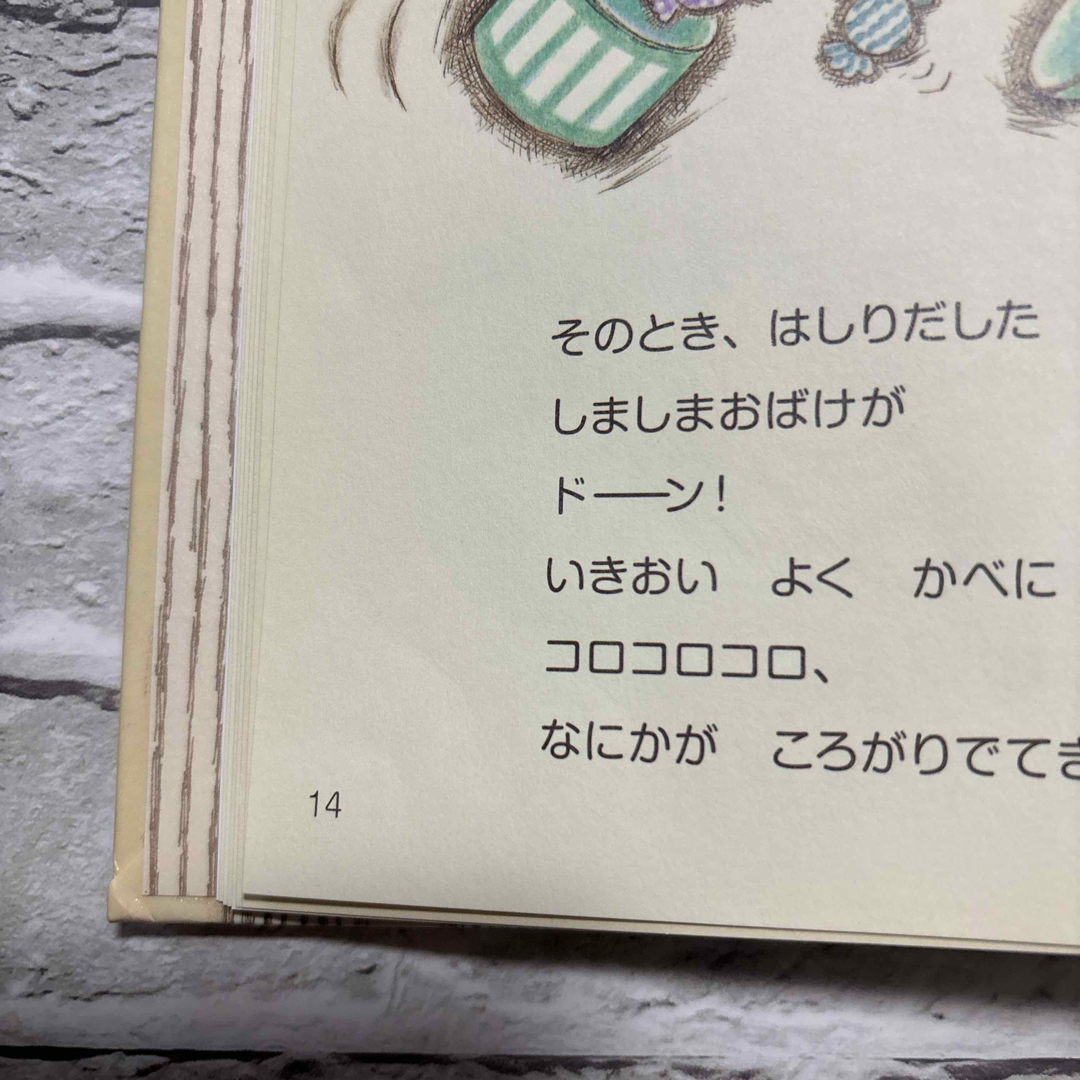 そのとき、はしりだした
しましまおばけが
ドーン！
いきおい　よく　かべに
コロコロコロ、
なにかが　ころがりでてき
14